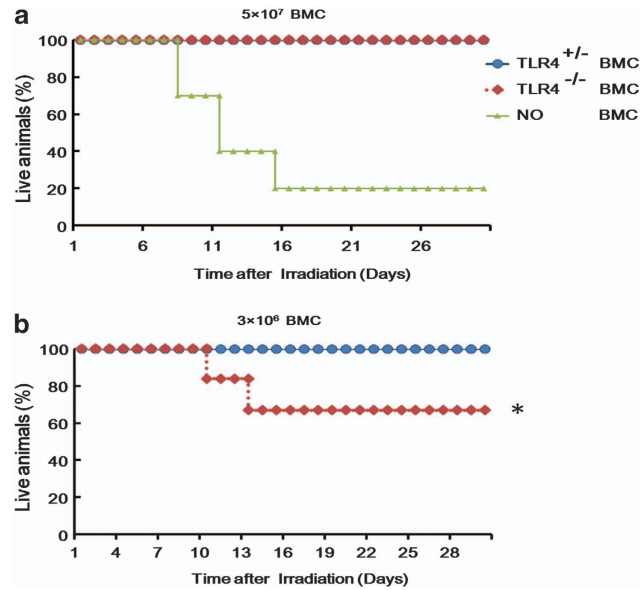 a
5×10⁷ BMC
Live animals (%)
100
80
60
40
20
0
1 6 11 16 21 26
Time after Irradiation (Days)
TLR4 +/- BMC
TLR4 -/- BMC
NO BMC
b
3×10⁶ BMC
Live animals (%)
100
80
60
40
20
0
*
1 4 7 10 13 16 19 22 25 28
Time after Irradiation (Days)